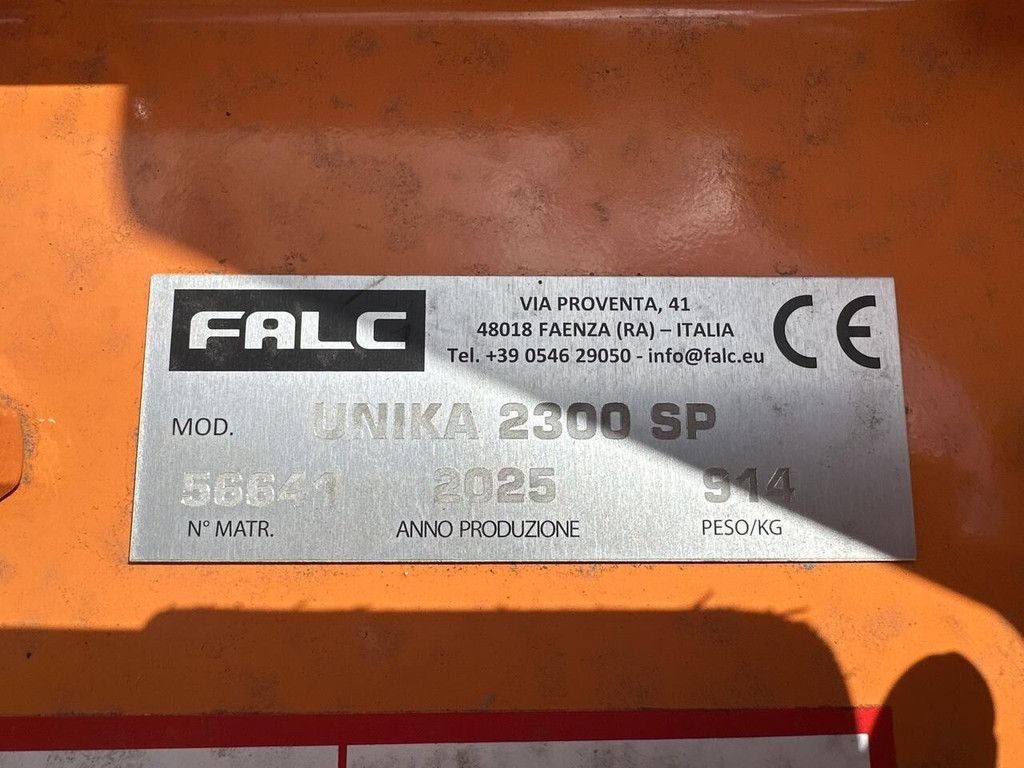 FALC
VIA PROVENTA, 41
48018 FAENZA (RA) – ITALIA
Tel. +39 0546 29050 - info@falc.eu
CE
MOD. UNIKA 2300 SP
56641 2025 914
N° MATR. ANNO PRODUZIONE PESO/KG